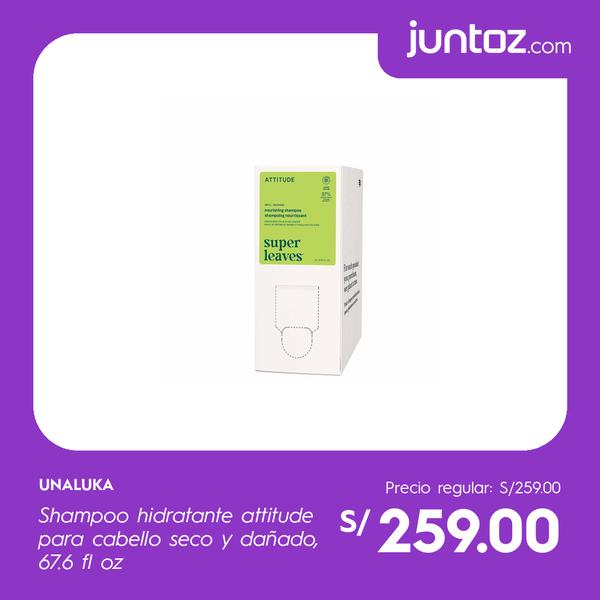 juntoz.com
ATTITUDE
nourishing shampoo
shampoing nourrissant
super
leaves
UNALUKA
Shampoo hidratante attitude
para cabello seco y dañado,
67.6 fl oz
Precio regular: S/259.00
S/ 259.00